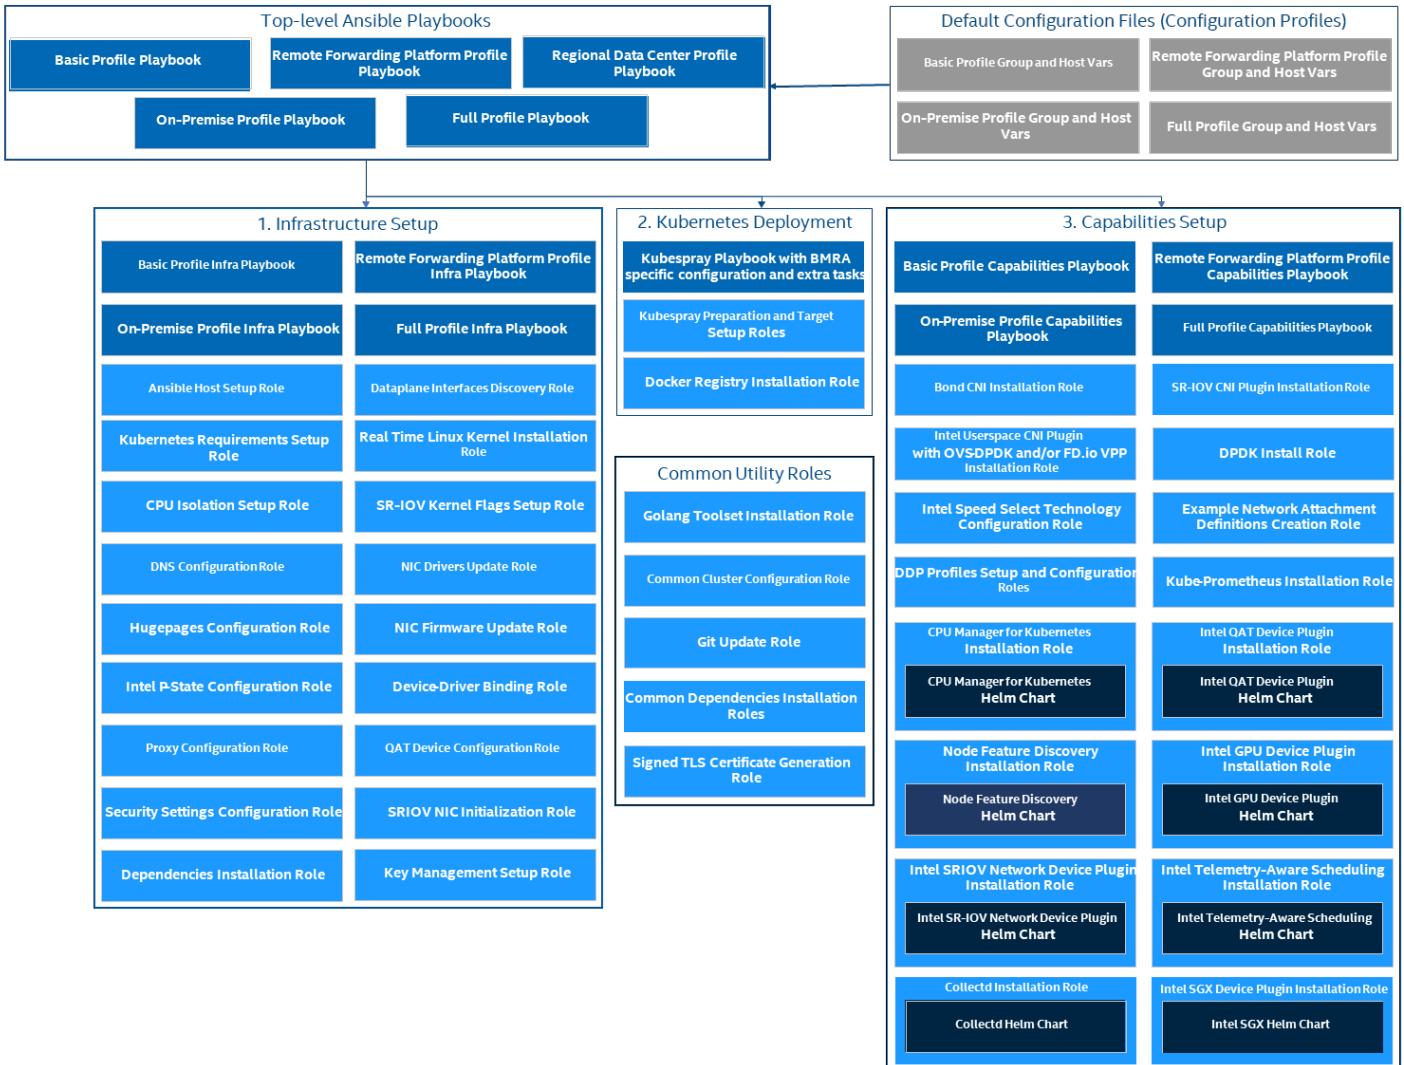 Top-level Ansible Playbooks
Basic Profile Playbook
Remote Forwarding Platform Profile
Playbook
Regional Data Center Profile
Playbook
On-Premise Profile Playbook
Full Profile Playbook
Default Configuration Files (Configuration Profiles)
Basic Profile Group and Host Vars
Remote Forwarding Platform Profile
Group and Host Vars
On-Premise Profile Group and Host
Vars
Full Profile Group and Host Vars
1. Infrastructure Setup
Basic Profile Infra Playbook
Remote Forwarding Platform Profile
Infra Playbook
On-Premise Profile Infra Playbook
Full Profile Infra Playbook
Ansible Host Setup Role
Dataplane Interfaces Discovery Role
Kubernetes Requirements Setup
Role
Real Time Linux Kernel Installation
Role
CPU Isolation Setup Role
SR-IOV Kernel Flags Setup Role
DNS Configuration Role
NIC Drivers Update Role
Hugepages Configuration Role
NIC Firmware Update Role
Intel P-State Configuration Role
Device-Driver Binding Role
Proxy Configuration Role
QAT Device Configuration Role
Security Settings Configuration Role
SRIOV NIC Initialization Role
Dependencies Installation Role
Key Management Setup Role
2. Kubernetes Deployment
Kubespray Playbook with BMRA
specific configuration and extra tasks
Kubespray Preparation and Target
Setup Roles
Docker Registry Installation Role
Common Utility Roles
Golang Toolset Installation Role
Common Cluster Configuration Role
Git Update Role
Common Dependencies Installation
Roles
Signed TLS Certificate Generation
Role
3. Capabilities Setup
Basic Profile Capabilities Playbook
Remote Forwarding Platform Profile
Capabilities Playbook
On-Premise Profile Capabilities
Playbook
Full Profile Capabilities Playbook
Bond CNI Installation Role
SR-IOV CNI Plugin Installation Role
Intel Userspace CNI Plugin
with OVS-DPDK and/or FD.io VPP
Installation Role
DPDK Install Role
Intel Speed Select Technology
Configuration Role
Example Network Attachment
Definitions Creation Role
DDP Profiles Setup and Configuration
Roles
Kube-Prometheus Installation Role
CPU Manager for Kubernetes
Installation Role
CPU Manager for Kubernetes
Helm Chart
Intel QAT Device Plugin
Installation Role
Intel QAT Device Plugin
Helm Chart
Node Feature Discovery
Installation Role
Node Feature Discovery
Helm Chart
Intel GPU Device Plugin
Installation Role
Intel GPU Device Plugin
Helm Chart
Intel SRIOV Network Device Plugin
Installation Role
Intel SR-IOV Network Device Plugin
Helm Chart
Intel Telemetry-Aware Scheduling
Installation Role
Intel Telemetry-Aware Scheduling
Helm Chart
Collectd Installation Role
Collectd Helm Chart
Intel SGX Device Plugin Installation Role
Intel SGX Helm Chart